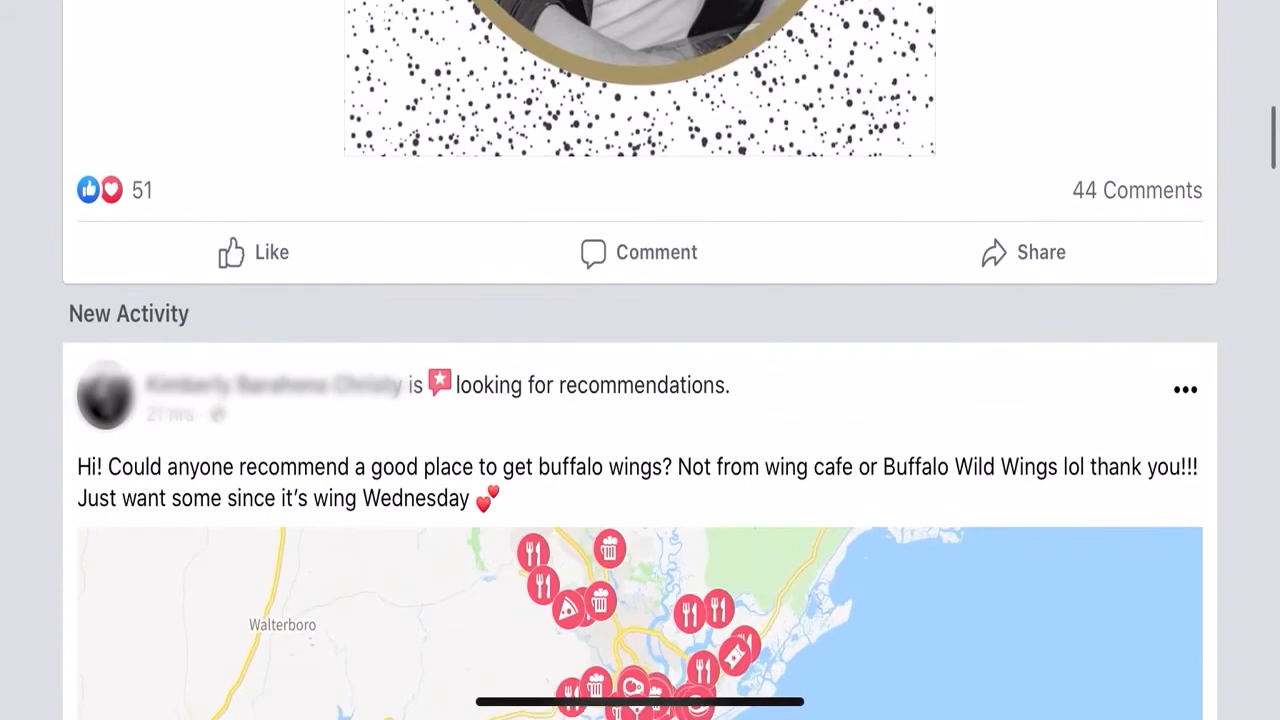 51
44 Comments
Like
Comment
Share
New Activity
is looking for recommendations.
Hi! Could anyone recommend a good place to get buffalo wings? Not from wing cafe or Buffalo Wild Wings lol thank you!!!
Just want some since it’s wing Wednesday 💕
Walterboro